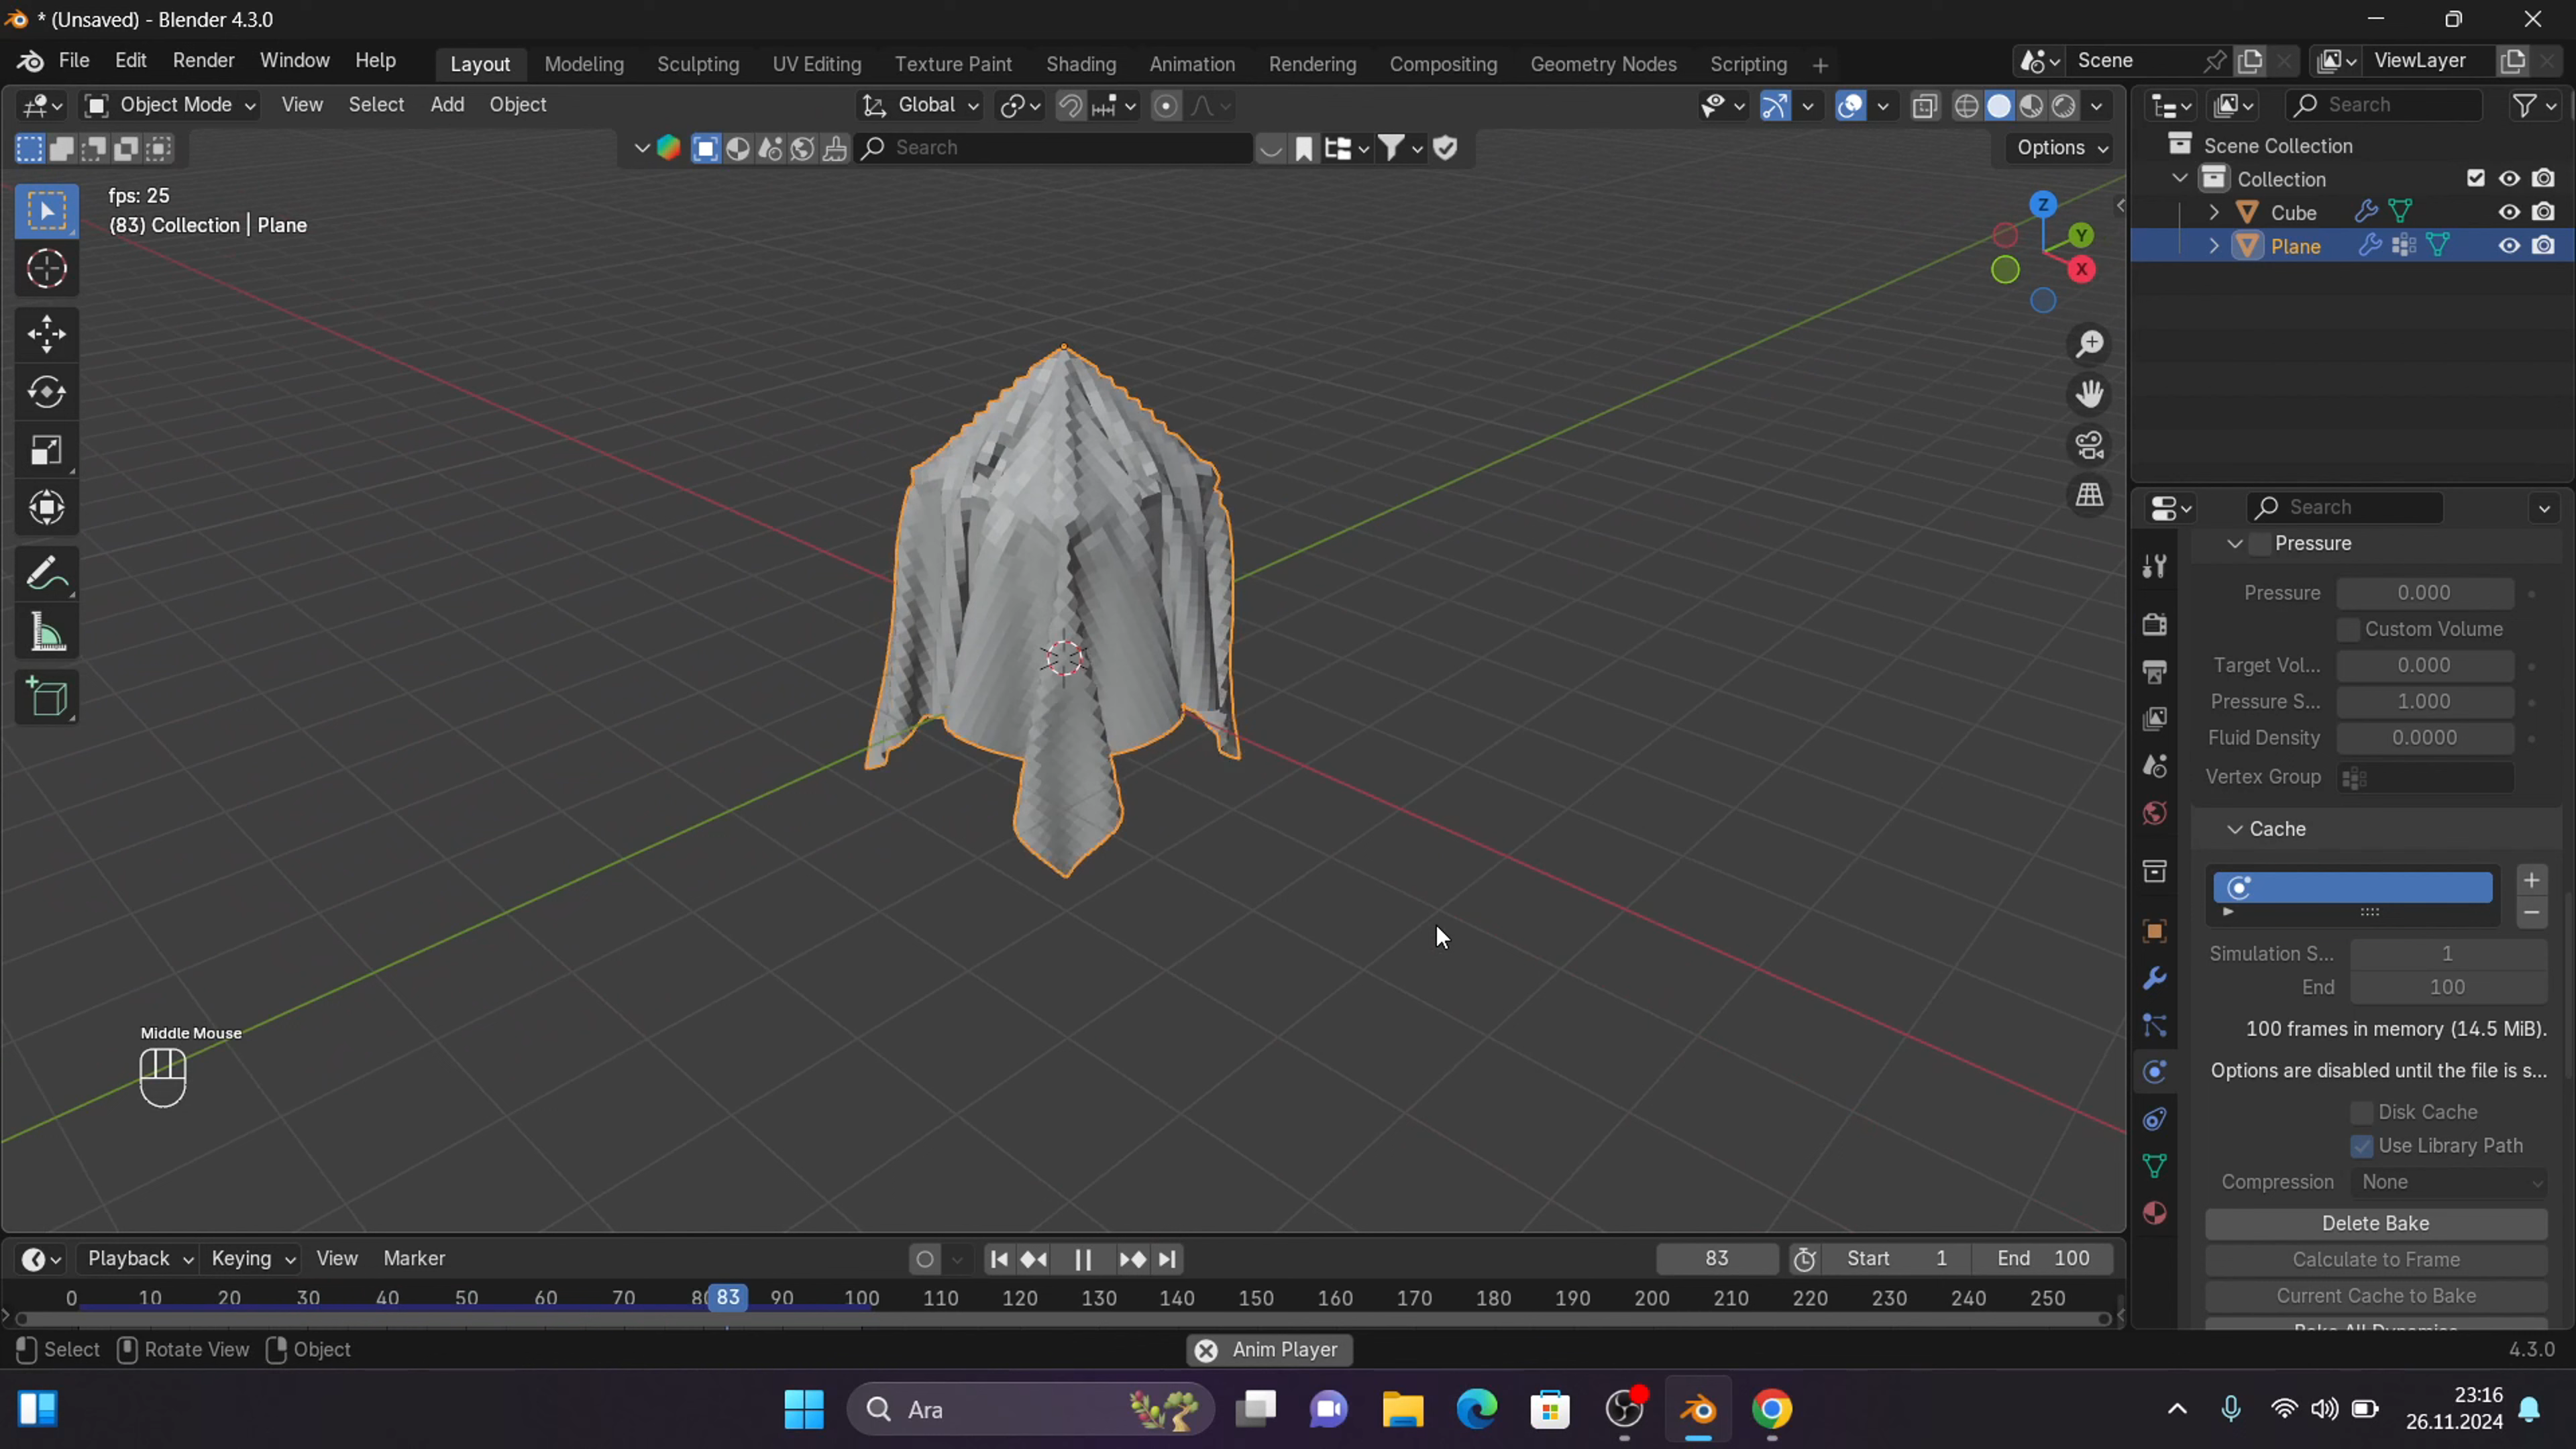 * (Unsaved) - Blender 4.3.0
File Edit Render Window Help
Layout Modeling Sculpting UV Editing Texture Paint Shading Animation Rendering Compositing Geometry Nodes Scripting +
Scene ViewLayer
Object Mode View Select Add Object Global
Search
Search
Options
fps: 25
(83) Collection | Plane
Z
Y
X
Scene Collection
Collection
Cube
Plane
Search
Pressure
Pressure 0.000
Custom Volume
Target Vol... 0.000
Pressure S... 1.000
Fluid Density 0.0000
Vertex Group
Cache
Simulation S... 1
End 100
100 frames in memory (14.5 MiB).
Options are disabled until the file is s...
Disk Cache
Use Library Path
Compression None
Delete Bake
Calculate to Frame
Current Cache to Bake
Bake All Dynamics
Middle Mouse
Playback Keying View Marker 83 Start 1 End 100
0 10 20 30 40 50 60 70 80 83 90 100 110 120 130 140 150 160 170 180 190 200 210 220 230 240 250
Select Rotate View Object Anim Player 4.3.0
Ara
23:16
26.11.2024